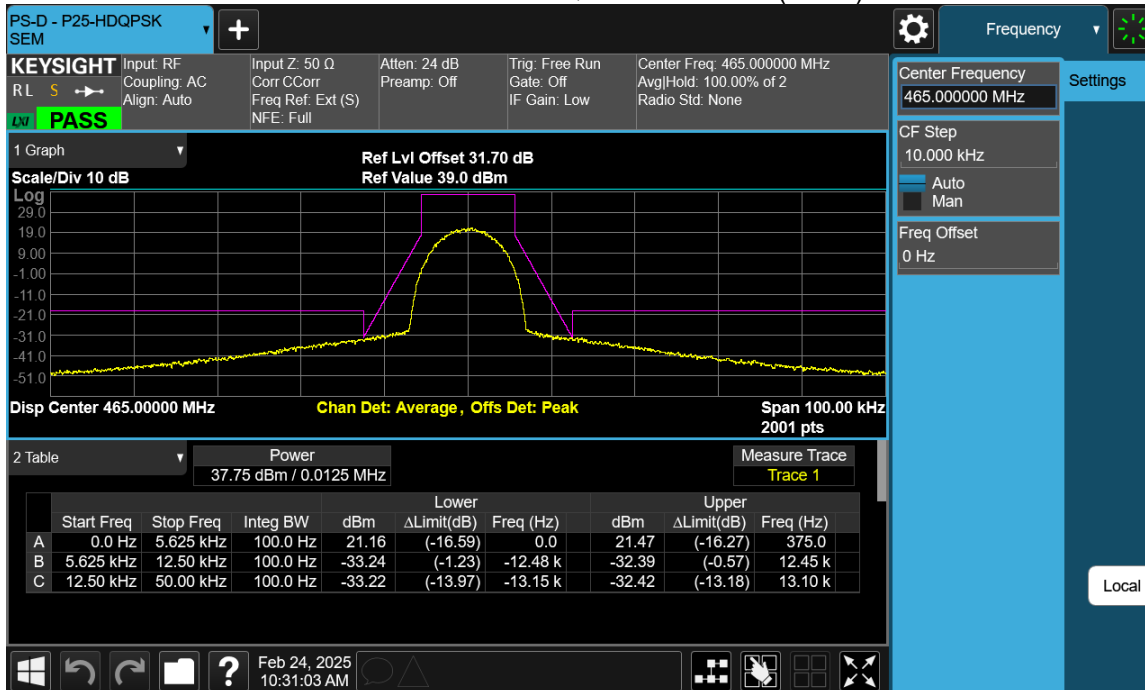 PS-D - P25-HDQPSK
SEM
Frequency
KEYSIGHT
R L S
LXI PASS
Input: RF
Coupling: AC
Align: Auto
Input Z: 50 Ω
Corr CCorr
Freq Ref: Ext (S)
NFE: Full
Atten: 24 dB
Preamp: Off
Trig: Free Run
Gate: Off
IF Gain: Low
Center Freq: 465.000000 MHz
Avg|Hold: 100.00% of 2
Radio Std: None
Center Frequency
465.000000 MHz
Settings
CF Step
10.000 kHz
Auto
Man
Freq Offset
0 Hz
1 Graph
Scale/Div 10 dB
Ref Lvl Offset 31.70 dB
Ref Value 39.0 dBm
Log
29.0
19.0
9.00
-1.00
-11.0
-21.0
-31.0
-41.0
-51.0
Disp Center 465.00000 MHz
Chan Det: Average, Offs Det: Peak
Span 100.00 kHz
2001 pts
2 Table
Power
37.75 dBm / 0.0125 MHz
Measure Trace
Trace 1
Lower Upper
Start Freq Stop Freq Integ BW dBm ΔLimit(dB) Freq (Hz) dBm ΔLimit(dB) Freq (Hz)
A 0.0 Hz 5.625 kHz 100.0 Hz 21.16 (-16.59) 0.0 21.47 (-16.27) 375.0
B 5.625 kHz 12.50 kHz 100.0 Hz -33.24 (-1.23) -12.48 k -32.39 (-0.57) 12.45 k
C 12.50 kHz 50.00 kHz 100.0 Hz -33.22 (-13.97) -13.15 k -32.42 (-13.18) 13.10 k
Local
?
Feb 24, 2025
10:31:03 AM